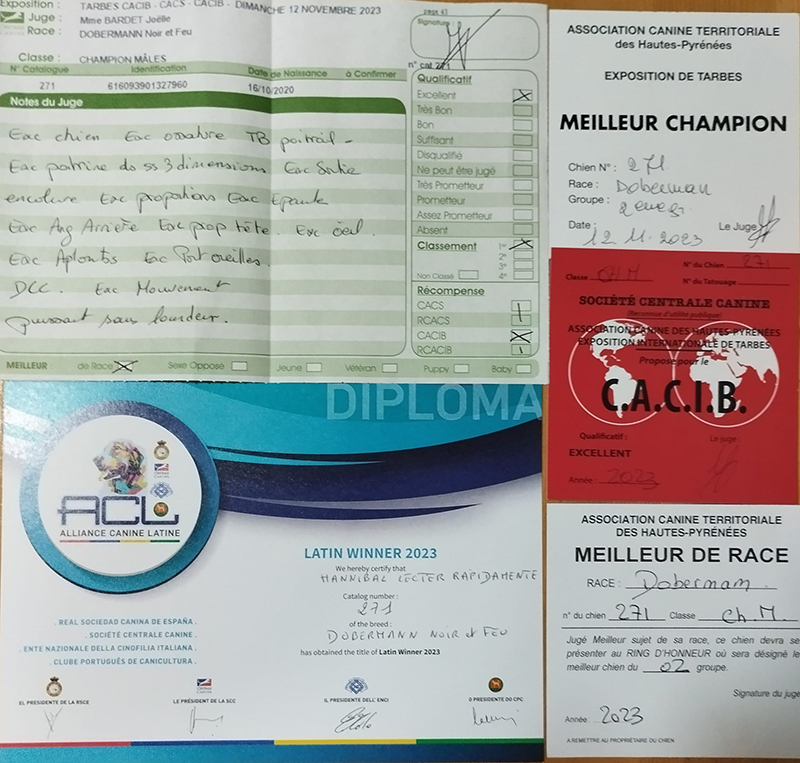 Exposition : TARBES CACIB - CACS - CACIB - DIMANCHE 12 NOVEMBRE 2023
Juge : Mme BARDET Joëlle
Race : DOBERMANN Noir et Feu
Classe : CHAMPION MÂLES
N° Catalogue Identification Date de Naissance à Confirmer
271 616093901327960 16/10/2020
Notes du Juge
Exc chien Exc ossature TB poitrail -
Exc poitrine ds ss 3 dimensions Exc Sortie
encolure Exc proportions Exc Epaule
Exc Ang Arrière Exc prop tête. Exc œil.
Exc Aplombs Exc Port oreilles.
DCC. Exc Mouvement
puissant sans lourdeur.
page 41
Signature
n° cat 271
Qualificatif
Excellent
Très Bon
Bon
Suffisant
Disqualifié
Ne peut être jugé
Très Prometteur
Prometteur
Assez Prometteur
Absent
Classement 1er
2e
3e
Non Classé 4e
Récompense
CACS
RCACS
CACIB
RCACIB
MEILLEUR : de Race Sexe Opposé Jeune Vétéran Puppy Baby
ASSOCIATION CANINE TERRITORIALE
des Hautes-Pyrénées
EXPOSITION DE TARBES
MEILLEUR CHAMPION
Chien N° : 271
Race : Doberman
Groupe :
Date : 12.11.2023 Le Juge
Classe CH M N° du Chien 271
N° du Tatouage
SOCIÉTÉ CENTRALE CANINE
(Reconnue d'utilité publique)
ASSOCIATION CANINE DES HAUTES-PYRÉNÉES
EXPOSITION INTERNATIONALE DE TARBES
Proposé pour le
C.A.C.I.B.
Qualificatif : Le juge :
EXCELLENT
Année : 2023
DIPLOMA
ACL
ALLIANCE CANINE LATINE
LATIN WINNER 2023
We hereby certify that
HANNIBAL LECTER RAPIDAMENTE
Catalog number :
271
of the breed :
DOBERMANN NOIR et FEU
has obtained the title of Latin Winner 2023
. REAL SOCIEDAD CANINA DE ESPAÑA .
. SOCIÉTÉ CENTRALE CANINE .
. ENTE NAZIONALE DELLA CINOFILIA ITALIANA .
. CLUBE PORTUGUÊS DE CANICULTURA .
EL PRESIDENTE DE LA RSCE LE PRÉSIDENT DE LA SCC IL PRESIDENTE DELL' ENCI O PRESIDENTE DO CPC
ASSOCIATION CANINE TERRITORIALE
DES HAUTES-PYRÉNÉES
MEILLEUR DE RACE
RACE : Dobermam
n° du chien 271 Classe Ch.M
Jugé Meilleur sujet de sa race, ce chien devra se
présenter au RING D'HONNEUR où sera désigné le
meilleur chien du 02 groupe.
Signature du juge
Année : 2023
A REMETTRE AU PROPRIÉTAIRE DU CHIEN